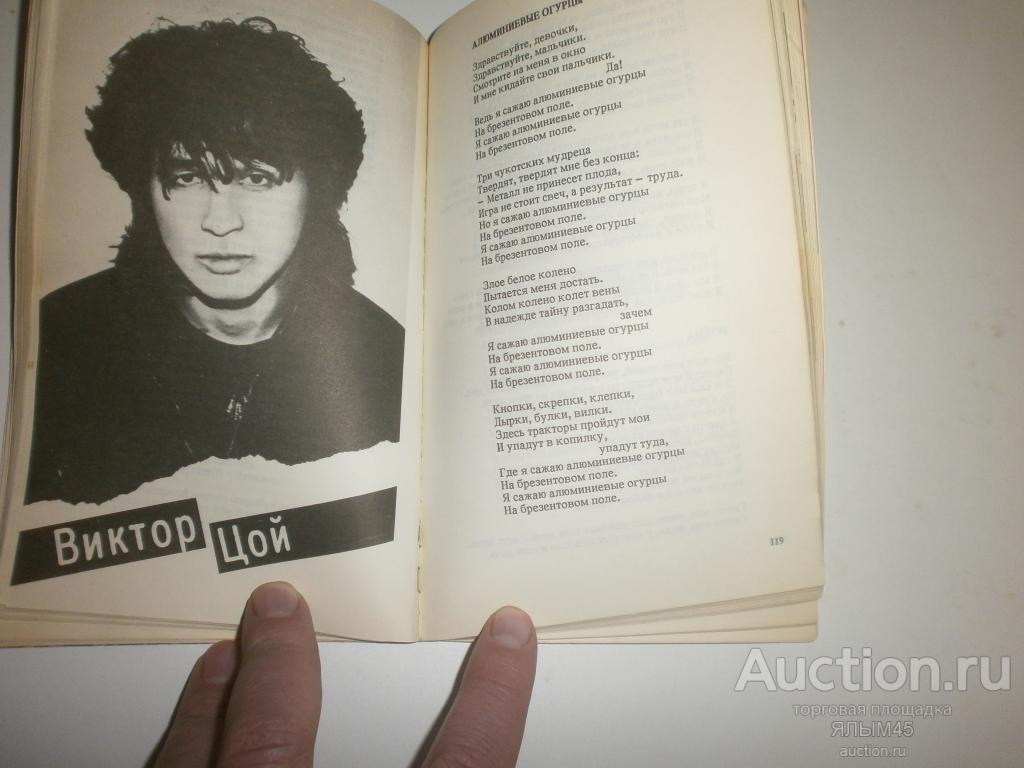 Виктор Цой
АЛЮМИНИЕВЫЕ ОГУРЦЫ
Здравствуйте, девочки,
Здравствуйте, мальчики.
Смотрите на меня в окно
И мне кидайте свои пальчики.
Да!
Ведь я сажаю алюминиевые огурцы
На брезентовом поле.
Я сажаю алюминиевые огурцы
На брезентовом поле.
Три чукотских мудреца
Твердят, твердят мне без конца:
– Металл не принесет плода,
Игра не стоит свеч, а результат – труда.
Но я сажаю алюминиевые огурцы
На брезентовом поле.
Я сажаю алюминиевые огурцы
На брезентовом поле.
Злое белое колено
Пытается меня достать.
Колом колено колет вены
В надежде тайну разгадать,
зачем
Я сажаю алюминиевые огурцы
На брезентовом поле.
Я сажаю алюминиевые огурцы
На брезентовом поле.
Кнопки, скрепки, клепки,
Дырки, булки, вилки.
Здесь тракторы пройдут мои
И упадут в копилку,
упадут туда,
Где я сажаю алюминиевые огурцы
На брезентовом поле.
Я сажаю алюминиевые огурцы
На брезентовом поле.
119
Auction.ru
торговая площадка
ЯЛЫМ45
auction.ru